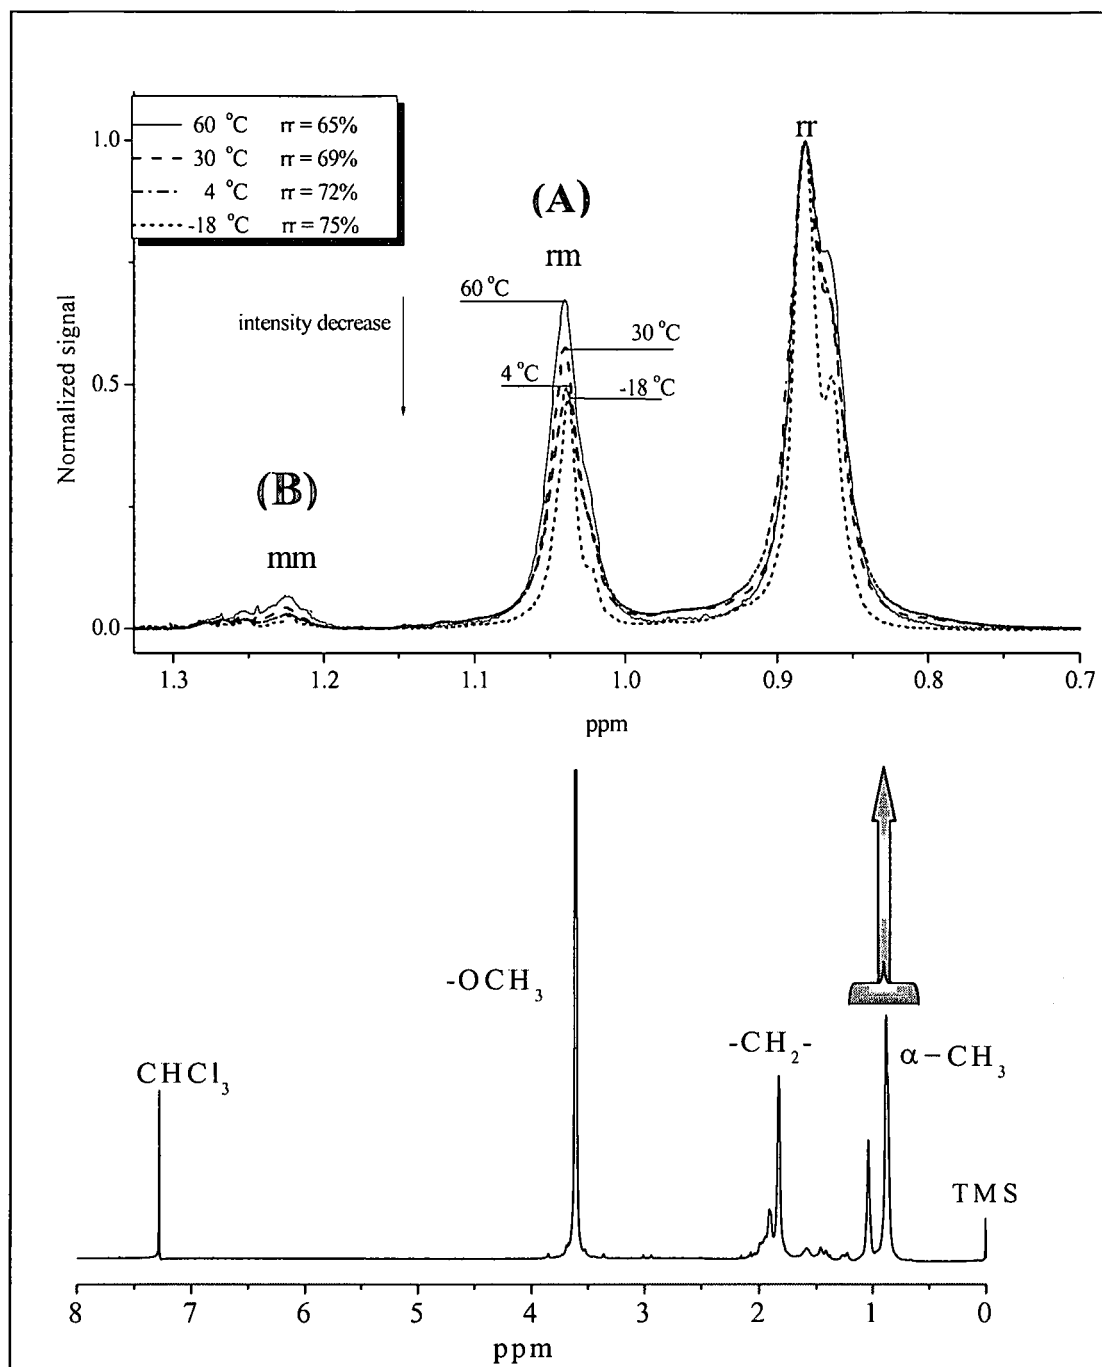 60 °C rr = 65%
30 °C rr = 69%
4 °C rr = 72%
-18 °C rr = 75%
1.0
rr
(A)
rm
60 °C
intensity decrease
30 °C
4 °C
-18 °C
0.5
Normalized signal
(B)
mm
0.0
1.3 1.2 1.1 1.0 0.9 0.8 0.7
ppm
-OCH₃
-CH₂-
α-CH₃
CHCl₃
TMS
8 7 6 5 4 3 2 1 0
ppm